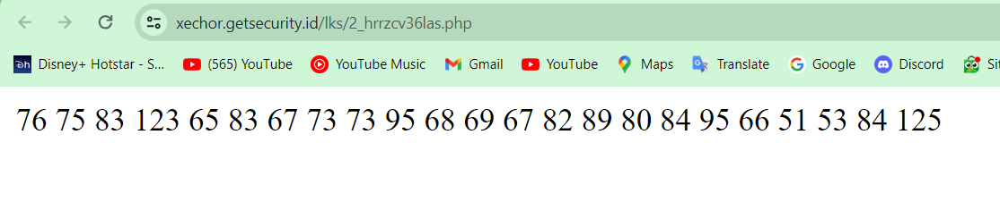 xechor.getsecurity.id/lks/2_hrrzcv36las.php
Disney+ Hotstar - S... (565) YouTube YouTube Music Gmail YouTube Maps Translate Google Discord Sit
76 75 83 123 65 83 67 73 73 95 68 69 67 82 89 80 84 95 66 51 53 84 125